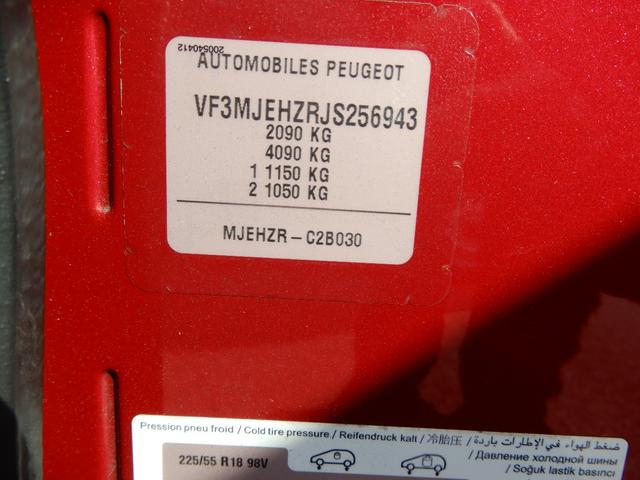 200540412
AUTOMOBILES PEUGEOT
VF3MJEHZRJS256943
2090 KG
4090 KG
1 1150 KG
2 1050 KG
MJEHZR – C2B030
Pression pneu froid / Cold tire pressure / Reifendruck kalt / 冷胎压 / ضغط الهواء في الإطارات باردة
/ Давление холодной шины
/ Soğuk lastik basıncı
225/55 R18 98V